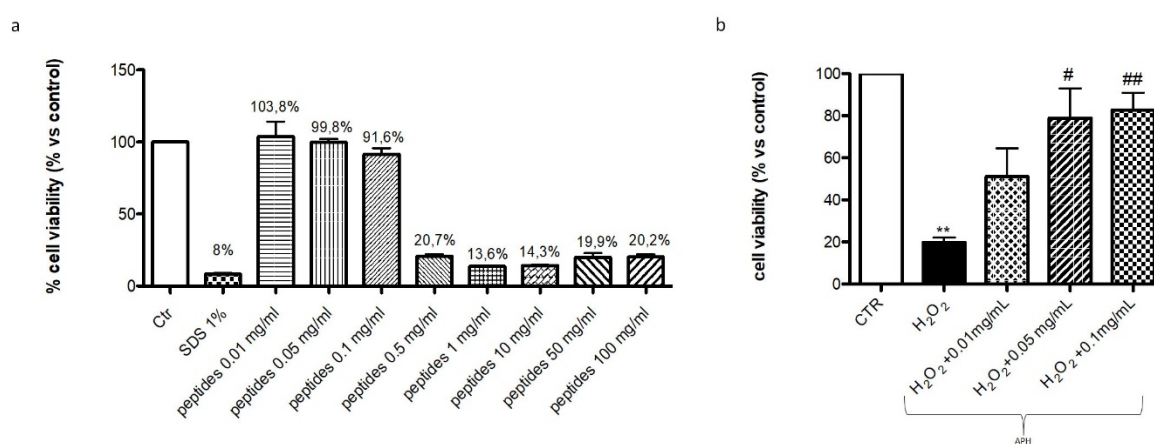 a
% cell viability (% vs control)
150
100
50
0
103,8%
99,8%
91,6%
8%
20,7%
13,6%
14,3%
19,9%
20,2%
Ctr
SDS 1%
peptides 0.01 mg/ml
peptides 0.05 mg/ml
peptides 0.1 mg/ml
peptides 0.5 mg/ml
peptides 1 mg/ml
peptides 10 mg/ml
peptides 50 mg/ml
peptides 100 mg/ml
b
cell viability (% vs control)
100
80
60
40
20
0
**
#
##
CTR
H₂O₂
H₂O₂+0.01mg/mL
H₂O₂+0,05 mg/mL
H₂O₂+0.1mg/mL
APH